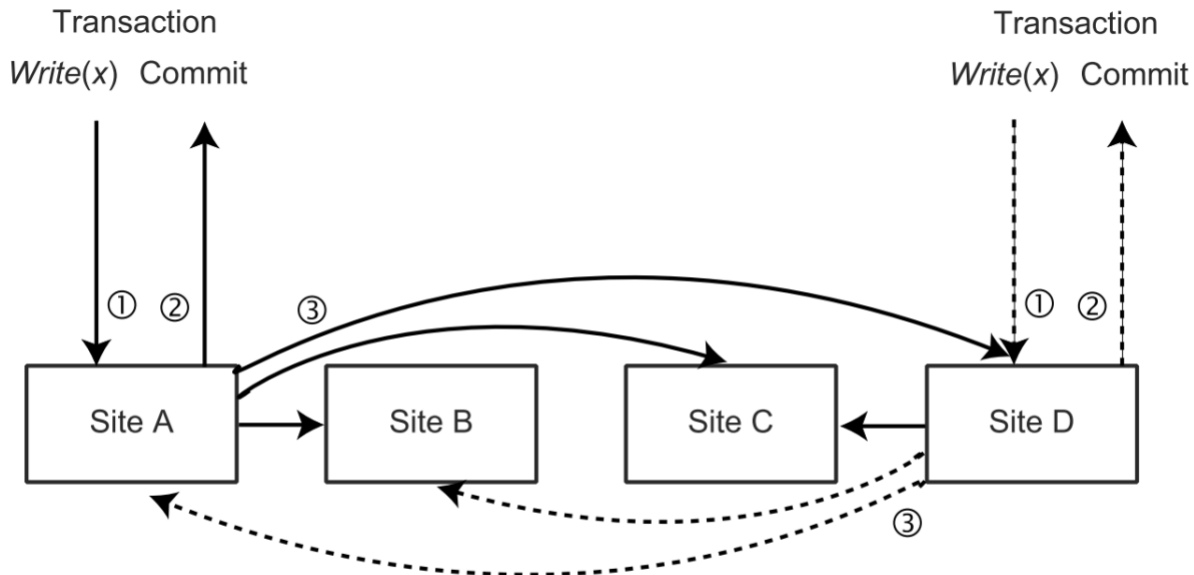 Transaction
Write(x) Commit
Transaction
Write(x) Commit
① ② ③ ① ②
Site A
Site B
Site C
Site D
③